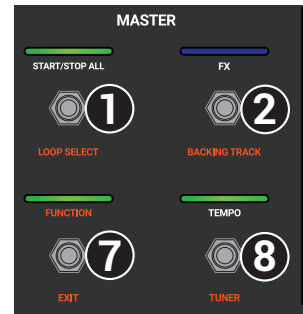 MASTER
START/STOP ALL FX
1 2
LOOP SELECT BACKING TRACK
FUNCTION TEMPO
7 8
EXIT TUNER